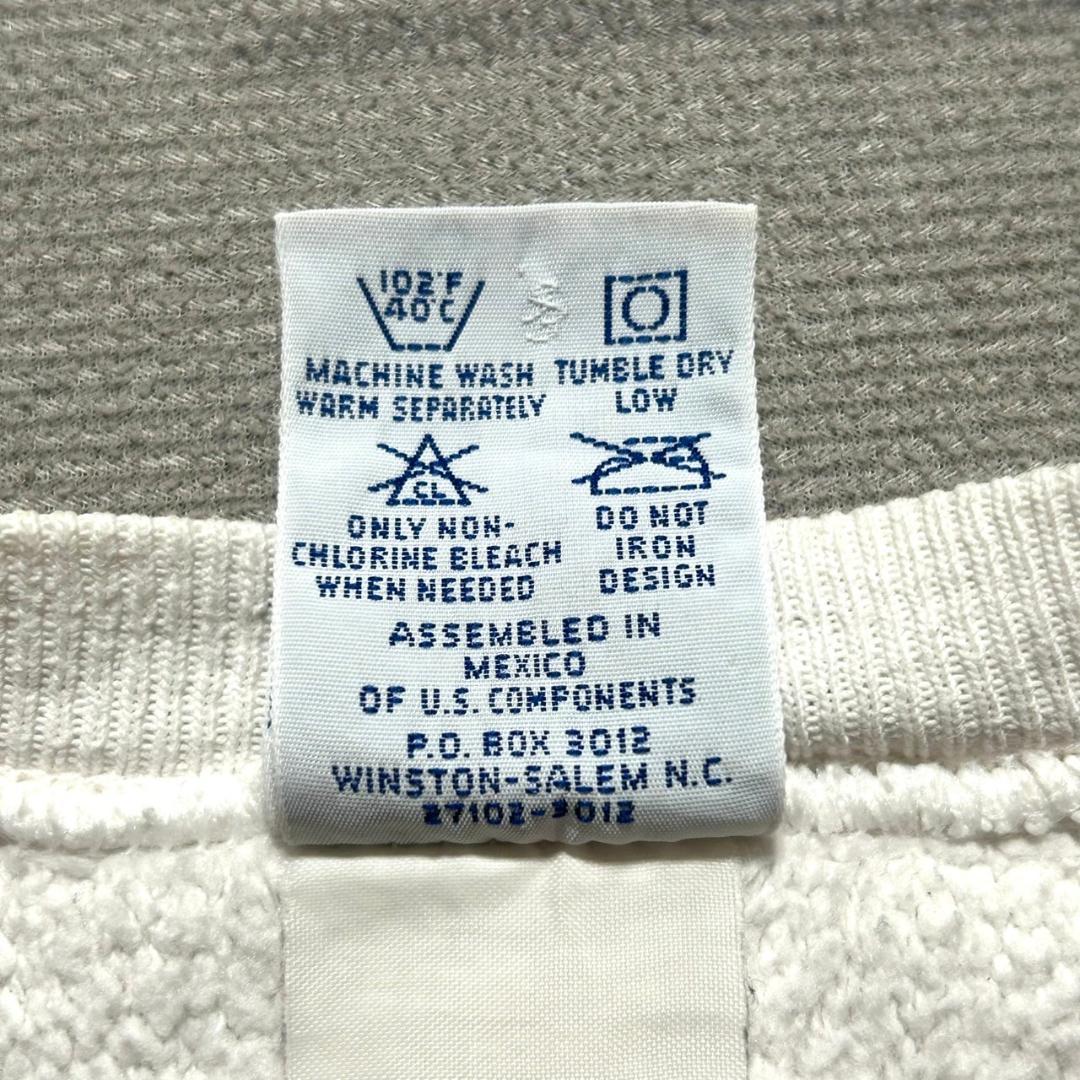 102°F
40°C
MACHINE WASH
WARM SEPARATELY
TUMBLE DRY
LOW
CL
ONLY NON-
CHLORINE BLEACH
WHEN NEEDED
DO NOT
IRON
DESIGN
ASSEMBLED IN
MEXICO
OF U.S. COMPONENTS
P.O. BOX 3012
WINSTON-SALEM N.C.
27102-3012